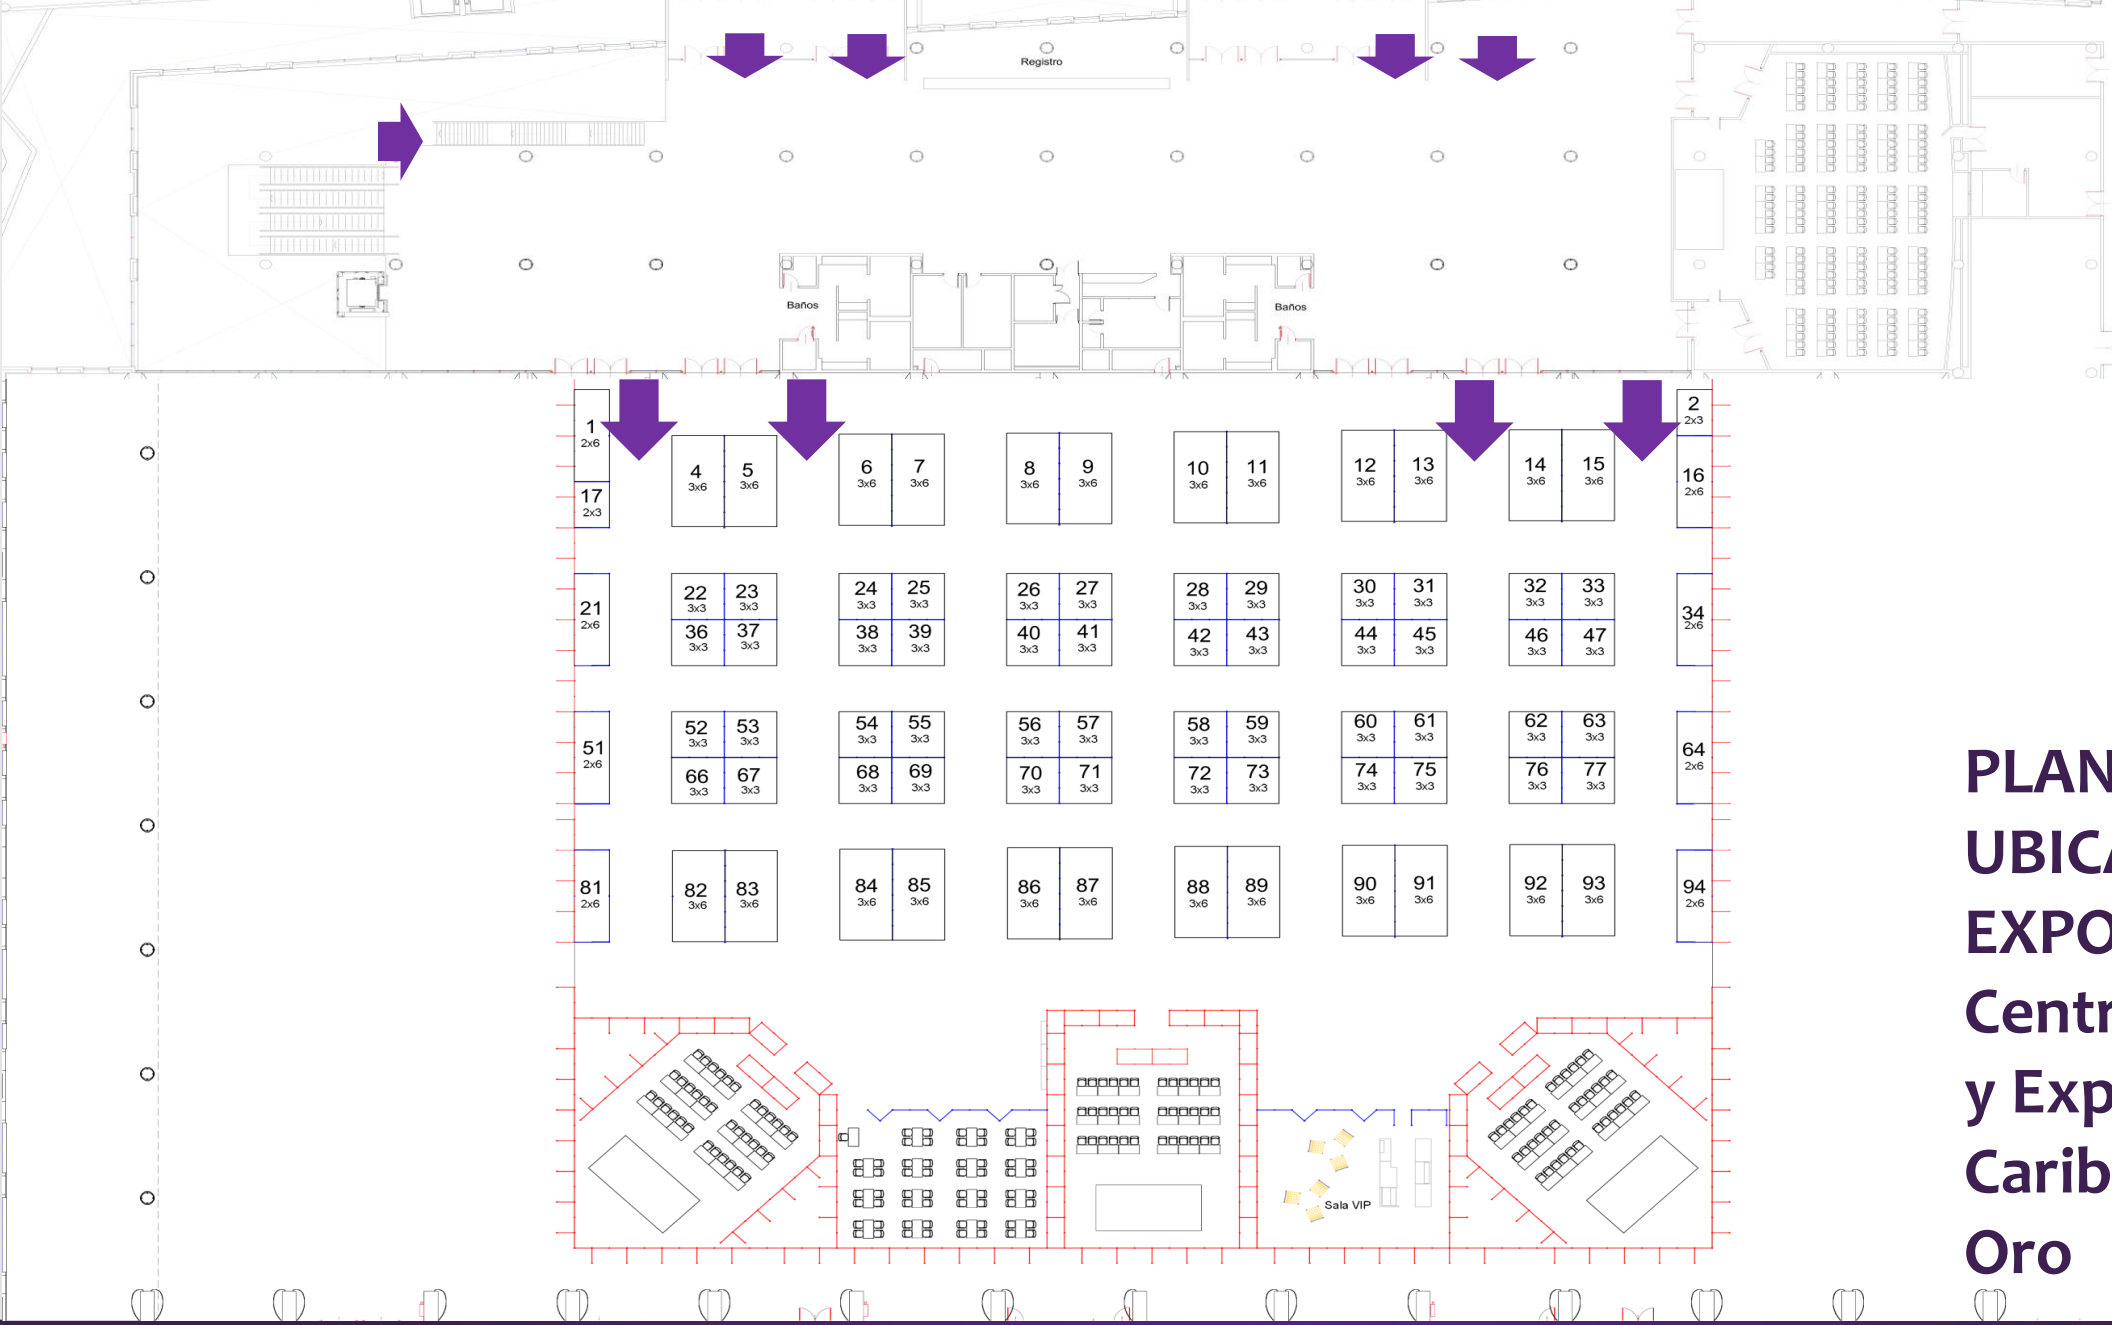 Registro
Baños Baños
1
2x6
2
2x3
4
3x6
5
3x6
6
3x6
7
3x6
8
3x6
9
3x6
10
3x6
11
3x6
12
3x6
13
3x6
14
3x6
15
3x6
16
2x6
17
2x3
21
2x6
22
3x3
23
3x3
24
3x3
25
3x3
26
3x3
27
3x3
28
3x3
29
3x3
30
3x3
31
3x3
32
3x3
33
3x3
34
2x6
36
3x3
37
3x3
38
3x3
39
3x3
40
3x3
41
3x3
42
3x3
43
3x3
44
3x3
45
3x3
46
3x3
47
3x3
51
2x6
52
3x3
53
3x3
54
3x3
55
3x3
56
3x3
57
3x3
58
3x3
59
3x3
60
3x3
61
3x3
62
3x3
63
3x3
64
2x6
66
3x3
67
3x3
68
3x3
69
3x3
70
3x3
71
3x3
72
3x3
73
3x3
74
3x3
75
3x3
76
3x3
77
3x3
81
2x6
82
3x6
83
3x6
84
3x6
85
3x6
86
3x6
87
3x6
88
3x6
89
3x6
90
3x6
91
3x6
92
3x6
93
3x6
94
2x6
Sala VIP
PLAN
UBICA
EXPO
Centr
y Exp
Carib
Oro